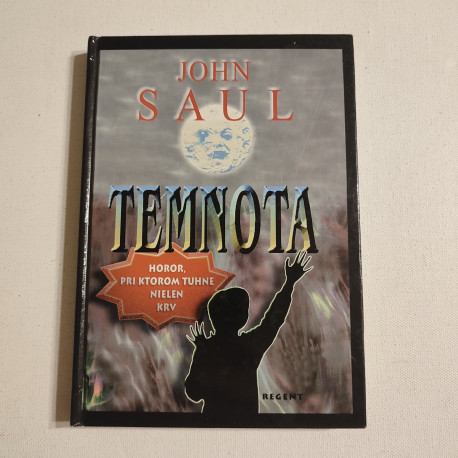 JOHN
SAUL
TEMNOTA
HOROR,
PRI KTOROM TUHNE
NIELEN
KRV
REGENT